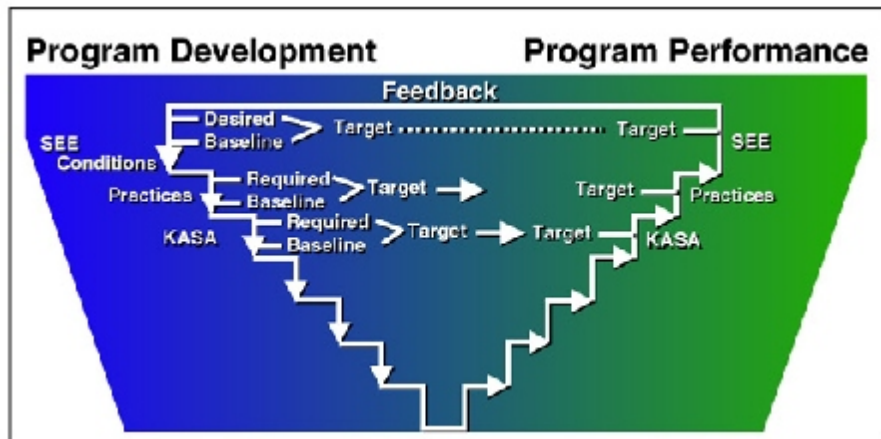 Program Development
Program Performance
Feedback
Desired
Baseline
Target
Target
SEE
Conditions
SEE
Required
Baseline
Target
Target
Practices
Practices
Required
Baseline
Target
Target
KASA
KASA